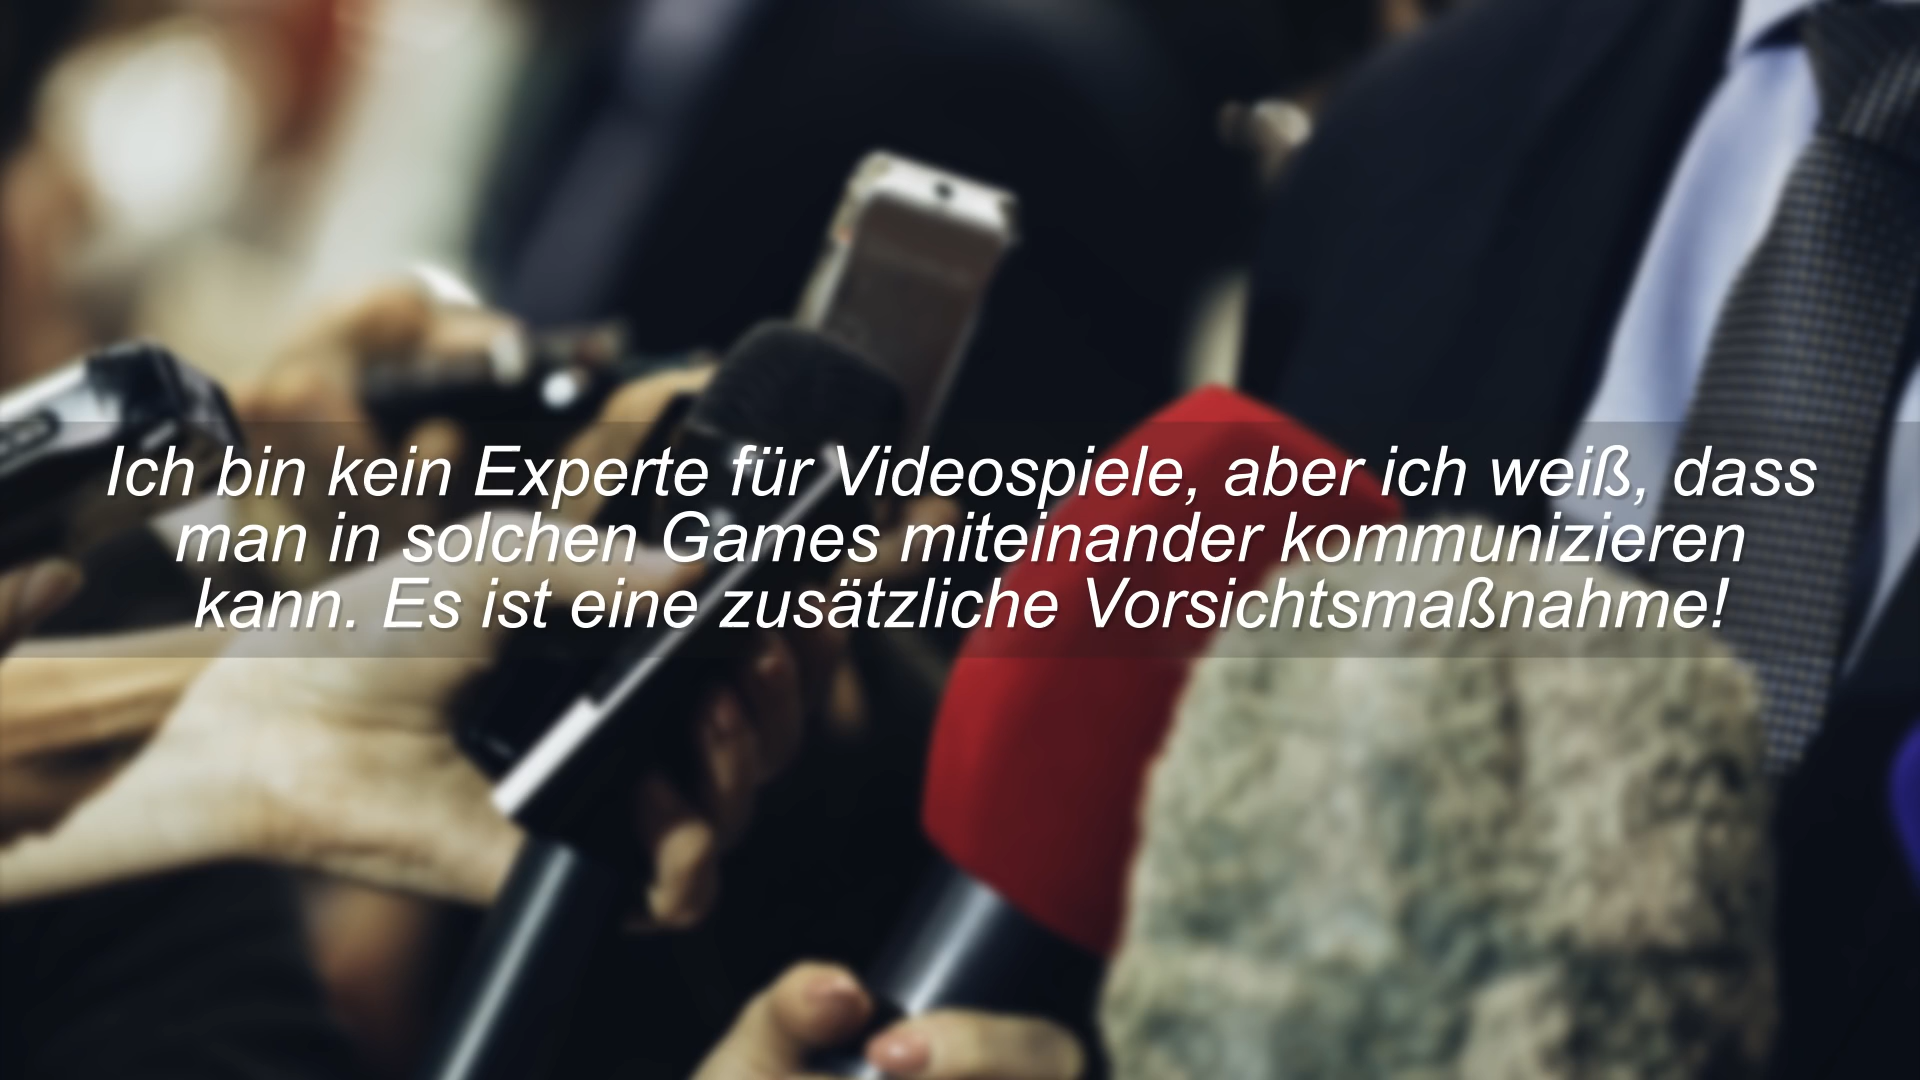 Ich bin kein Experte für Videospiele, aber ich weiß, dass
man in solchen Games miteinander kommunizieren
kann. Es ist eine zusätzliche Vorsichtsmaßnahme!